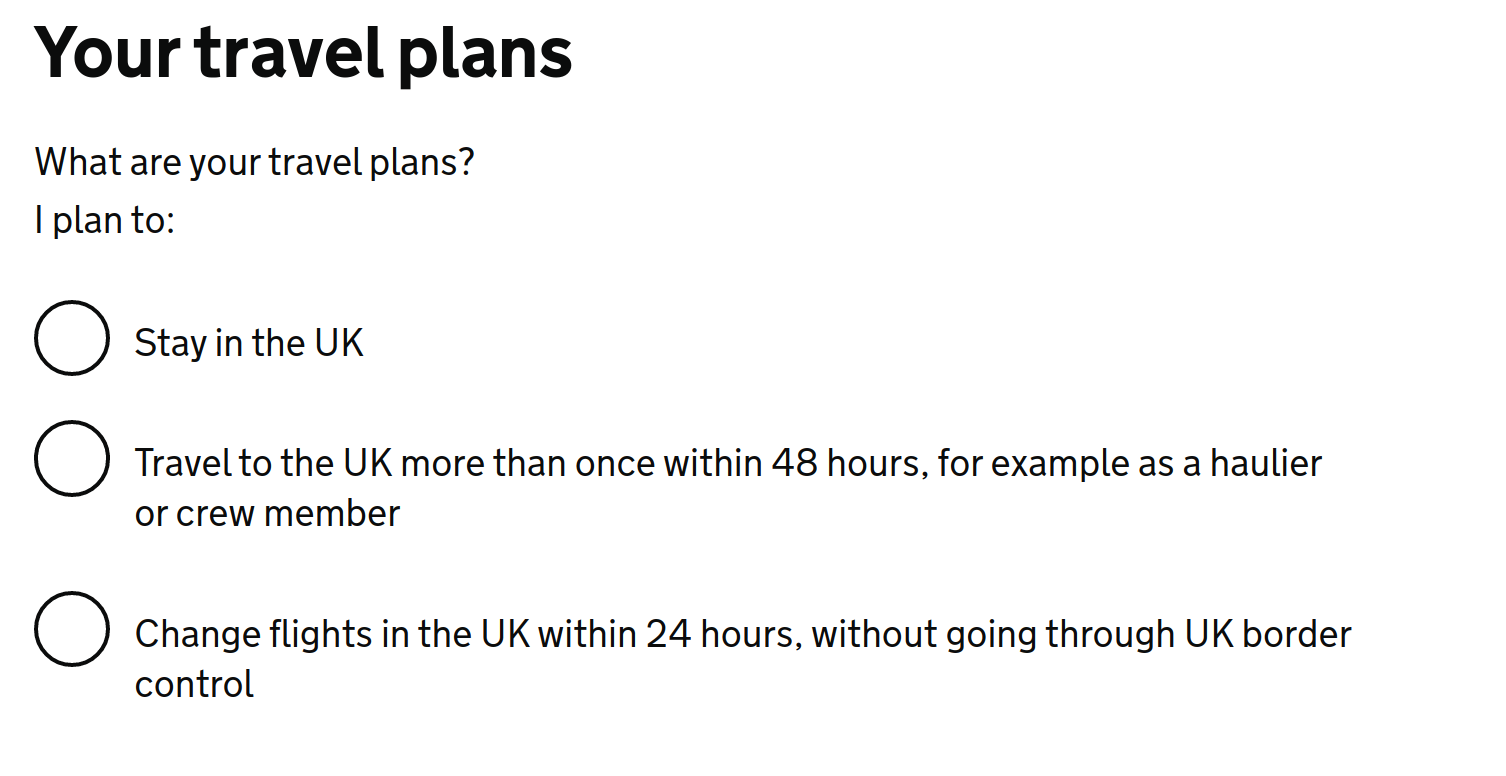 Your travel plans
What are your travel plans?
I plan to:
Stay in the UK
Travel to the UK more than once within 48 hours, for example as a haulier
or crew member
Change flights in the UK within 24 hours, without going through UK border
control